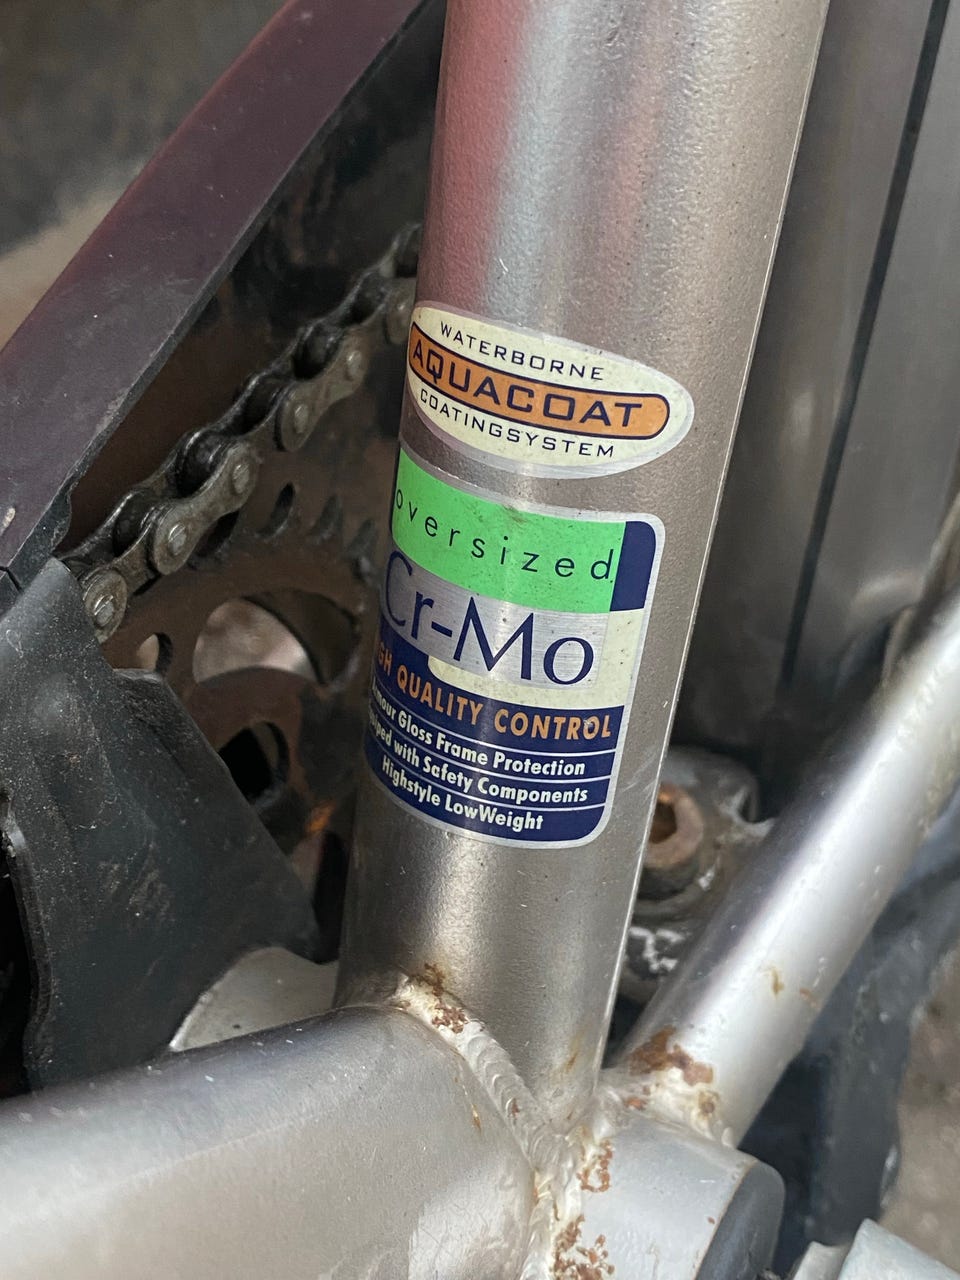 WATERBORNE
AQUACOAT
COATINGSYSTEM
oversized
Cr-Mo
QUALITY CONTROL
Gloss Frame Protection
with Safety Components
Highstyle LowWeight